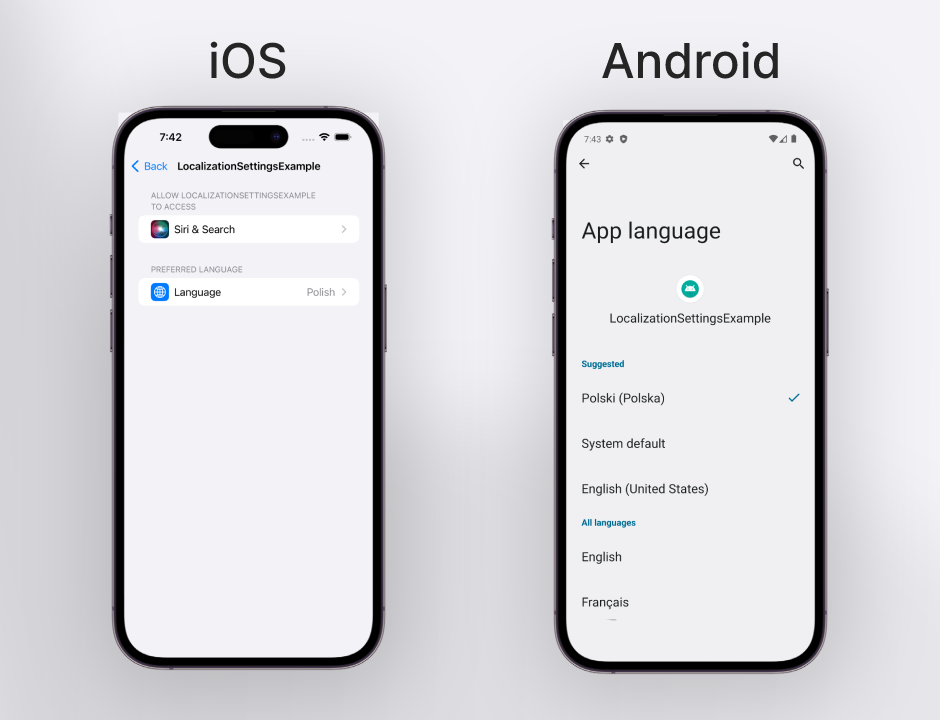 iOS
7:42
Back LocalizationSettingsExample
ALLOW LOCALIZATIONSETTINGSEXAMPLE
TO ACCESS
Siri & Search
PREFERRED LANGUAGE
Language Polish
Android
7:43
App language
LocalizationSettingsExample
Suggested
Polski (Polska)
System default
English (United States)
All languages
English
Français